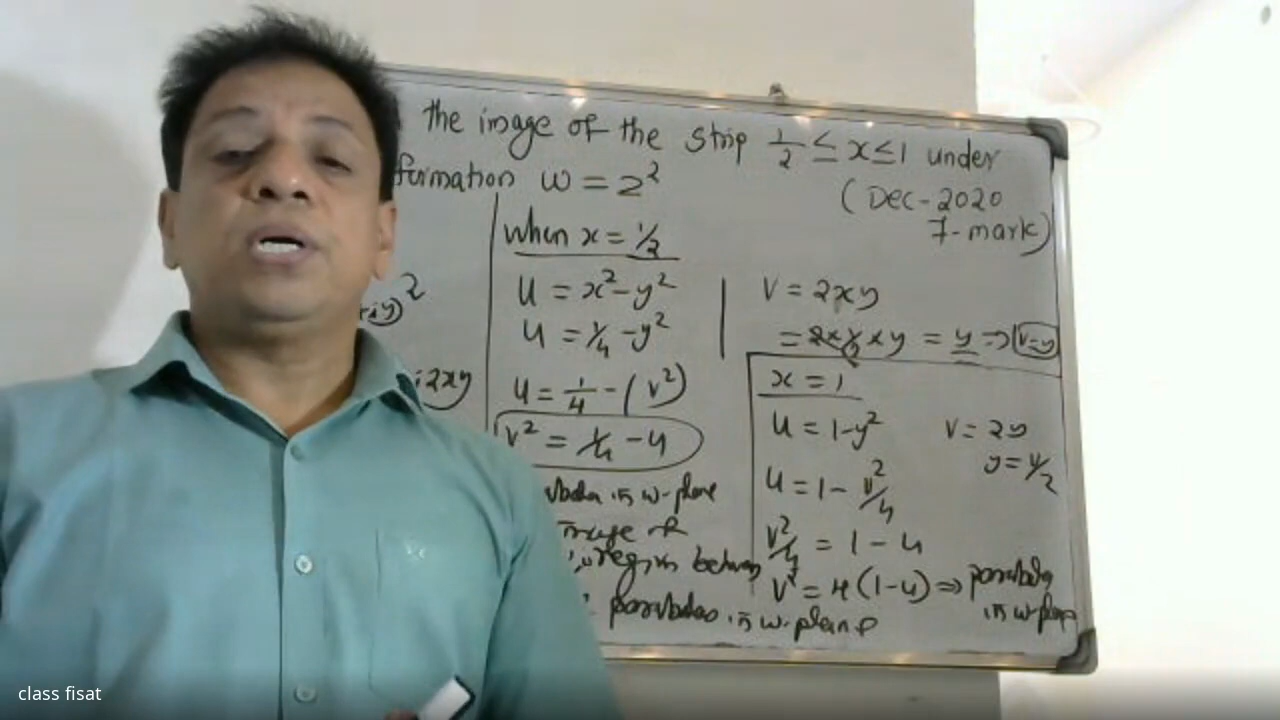 the image of the strip 1/2 ≤ x ≤ 1 under
formation w = z²
(Dec-2020
7-mark)
+iy)²
i2xy
when x = 1/2
u = x² - y²
u = 1/4 - y²
u = 1/4 - (v²)
v² = 1/4 - u
in w-plane
image of
region between
parabolas in w-plane
v = 2xy
= 2 x 1/2 x y = y ⇒ v=y
x = 1
u = 1 - y²
v = 2y
y = v/2
u = 1 - v²/4
v²/4 = 1 - u
v² = 4(1-u) ⇒ parabola
in w-plane
class fisat